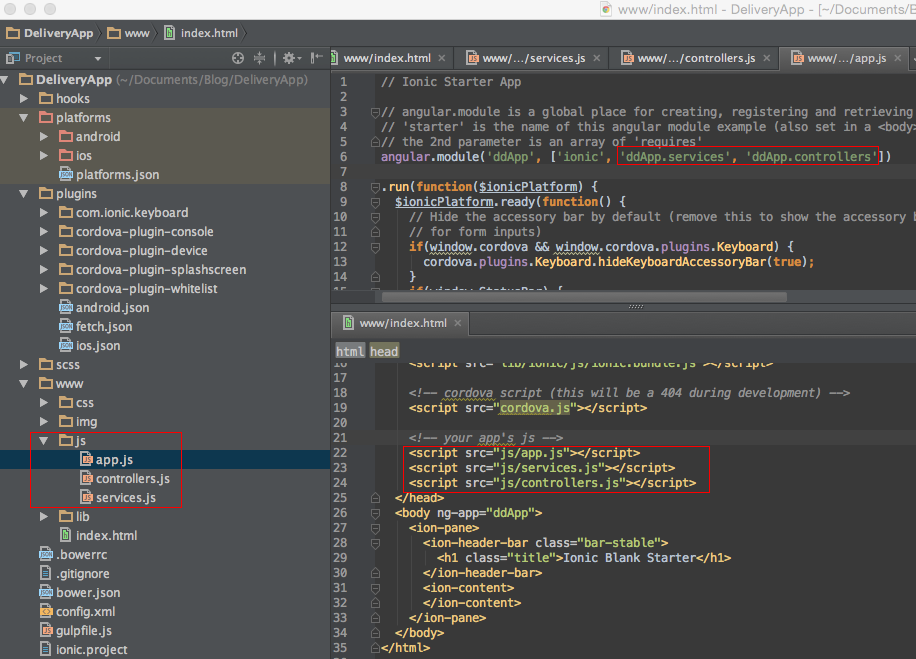 www/index.html - DeliveryApp - [~/Documents/B
DeliveryApp www index.html
Project
DeliveryApp (~/Documents/Blog/DeliveryApp)
hooks
platforms
android
ios
platforms.json
plugins
com.ionic.keyboard
cordova-plugin-console
cordova-plugin-device
cordova-plugin-splashscreen
cordova-plugin-whitelist
android.json
fetch.json
ios.json
scss
www
css
img
js
app.js
controllers.js
services.js
lib
index.html
.bowerrc
.gitignore
bower.json
config.xml
gulpfile.js
ionic.project
www/index.html www/.../services.js www/.../controllers.js www/.../app.js
1 // Ionic Starter App
2
3 // angular.module is a global place for creating, registering and retrieving
4 // 'starter' is the name of this angular module example (also set in a <body>
5 // the 2nd parameter is an array of 'requires'
6 angular.module('ddApp', ['ionic', 'ddApp.services', 'ddApp.controllers'])
7
8 .run(function($ionicPlatform) {
9 $ionicPlatform.ready(function() {
10 // Hide the accessory bar by default (remove this to show the accessory b
11 // for form inputs)
12 if(window.cordova && window.cordova.plugins.Keyboard) {
13 cordova.plugins.Keyboard.hideKeyboardAccessoryBar(true);
14 }
15 if(window.StatusBar) {
www/index.html
html head
16 <script src="lib/ionic/js/ionic.bundle.js"></script>
17
18 <!-- cordova script (this will be a 404 during development) -->
19 <script src="cordova.js"></script>
20
21 <!-- your app's js -->
22 <script src="js/app.js"></script>
23 <script src="js/services.js"></script>
24 <script src="js/controllers.js"></script>
25 </head>
26 <body ng-app="ddApp">
27 <ion-pane>
28 <ion-header-bar class="bar-stable">
29 <h1 class="title">Ionic Blank Starter</h1>
30 </ion-header-bar>
31 <ion-content>
32 </ion-content>
33 </ion-pane>
34 </body>
35 </html>